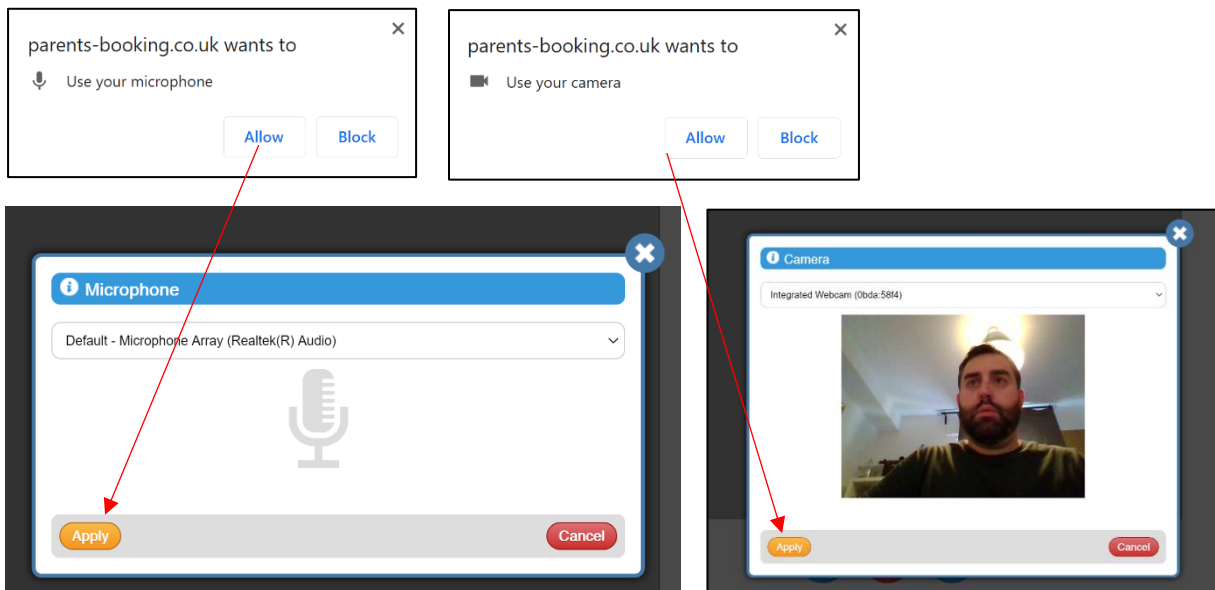 parents-booking.co.uk wants to
Use your microphone
Allow Block
parents-booking.co.uk wants to
Use your camera
Allow Block
Microphone
Default - Microphone Array (Realtek(R) Audio)
Apply Cancel
Camera
Integrated Webcam (0bda:58f4)
Apply Cancel